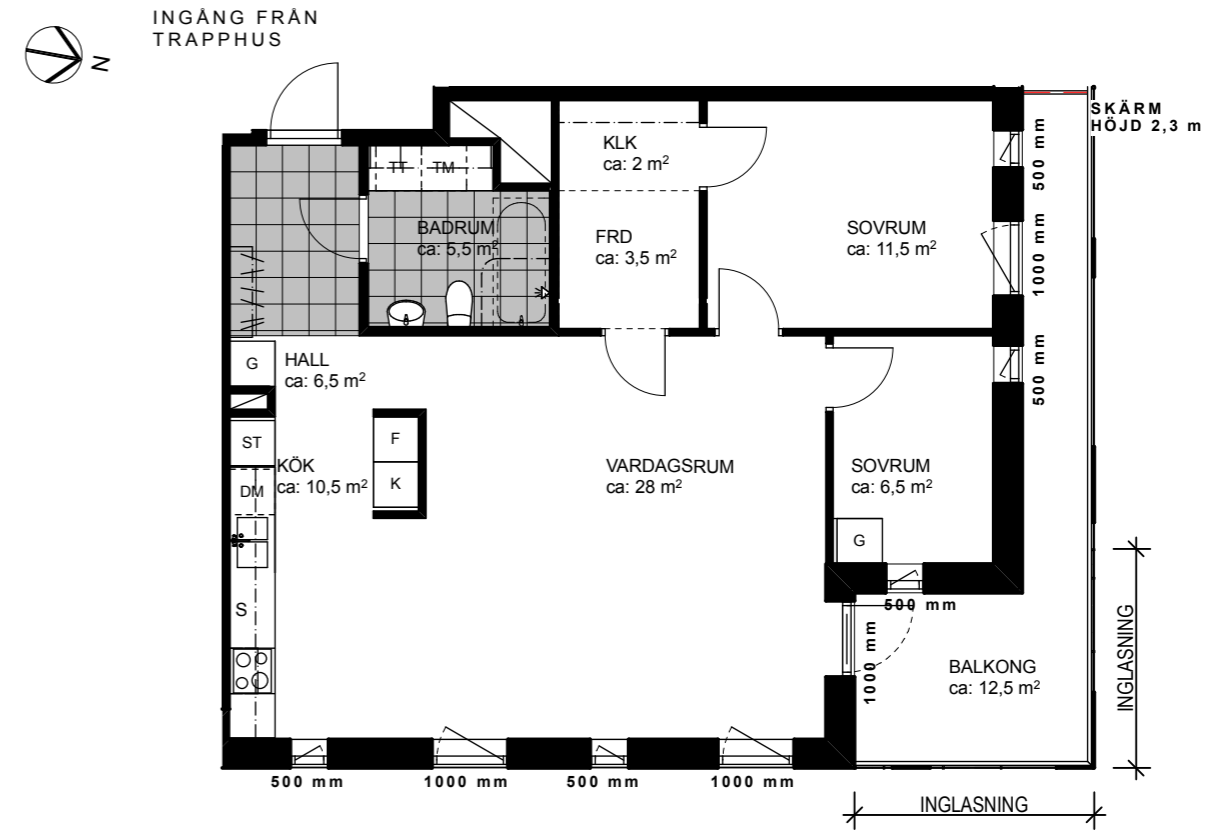 INGÅNG FRÅN
TRAPPHUS
N
SKÄRM
HÖJD 2,3 m
KLK
ca: 2 m²
TT
TM
500 mm
BADRUM
ca: 5,5 m²
FRD
ca: 3,5 m²
SOVRUM
ca: 11,5 m²
1000 mm
G
HALL
ca: 6,5 m²
500 mm
ST
F
KÖK
ca: 10,5 m²
K
DM
VARDAGSRUM
ca: 28 m²
SOVRUM
ca: 6,5 m²
G
S
500 mm
1000 mm
BALKONG
ca: 12,5 m²
INGLASNING
500 mm
1000 mm
500 mm
1000 mm
INGLASNING